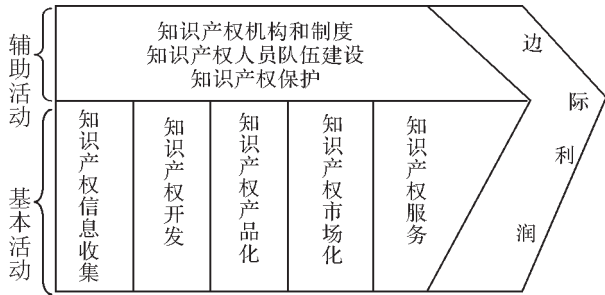 辅助活动
知识产权机构和制度
知识产权人员队伍建设
知识产权保护
基本活动
知识产权信息收集
知识产权开发
知识产权产品化
知识产权市场化
知识产权服务
边际利润